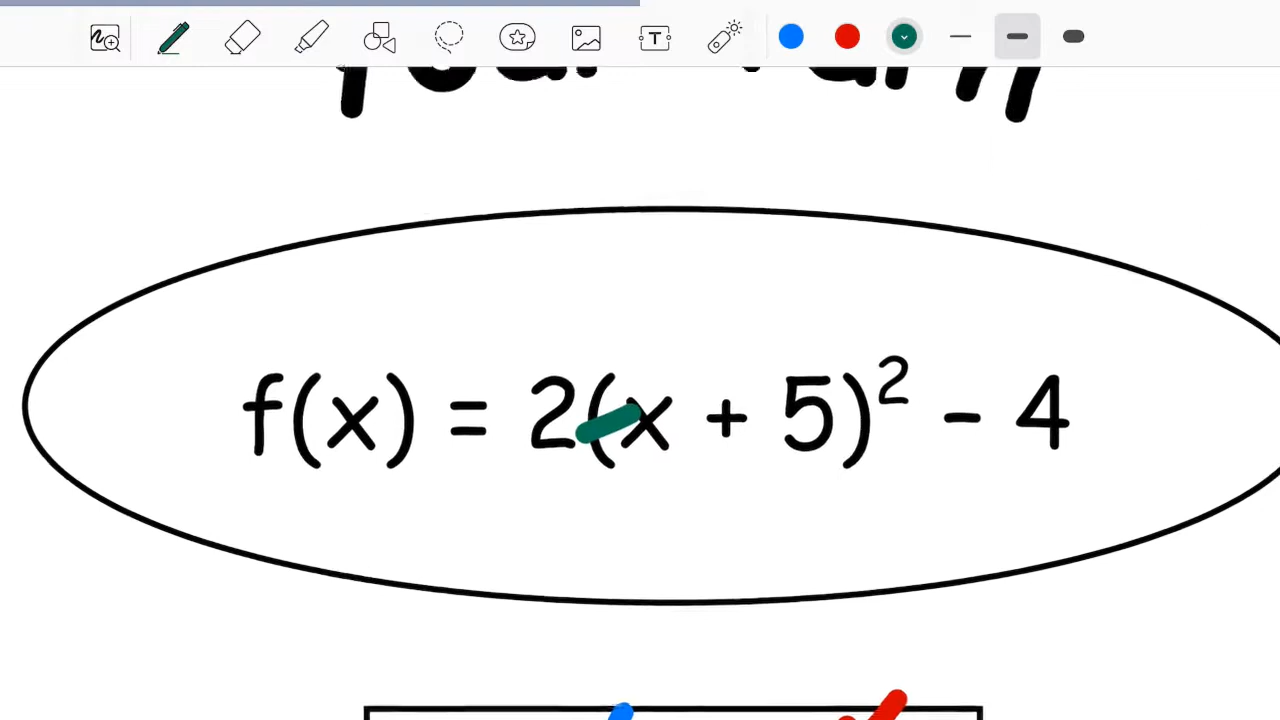 f(x) = 2(x + 5)² - 4